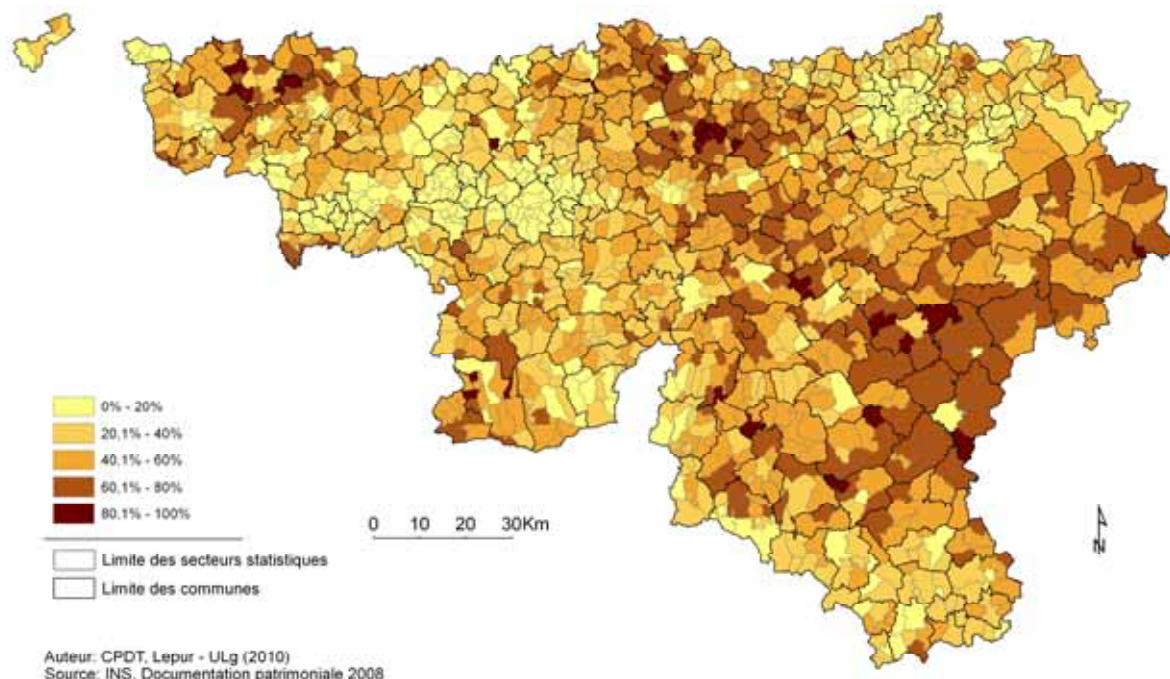 0% - 20%
20,1% - 40%
40,1% - 60%
60,1% - 80%
80,1% - 100%
0 10 20 30Km
N
Limite des secteurs statistiques
Limite des communes
Auteur: CPDT, Lepur - ULg (2010)
Source: INS, Documentation patrimoniale 2008